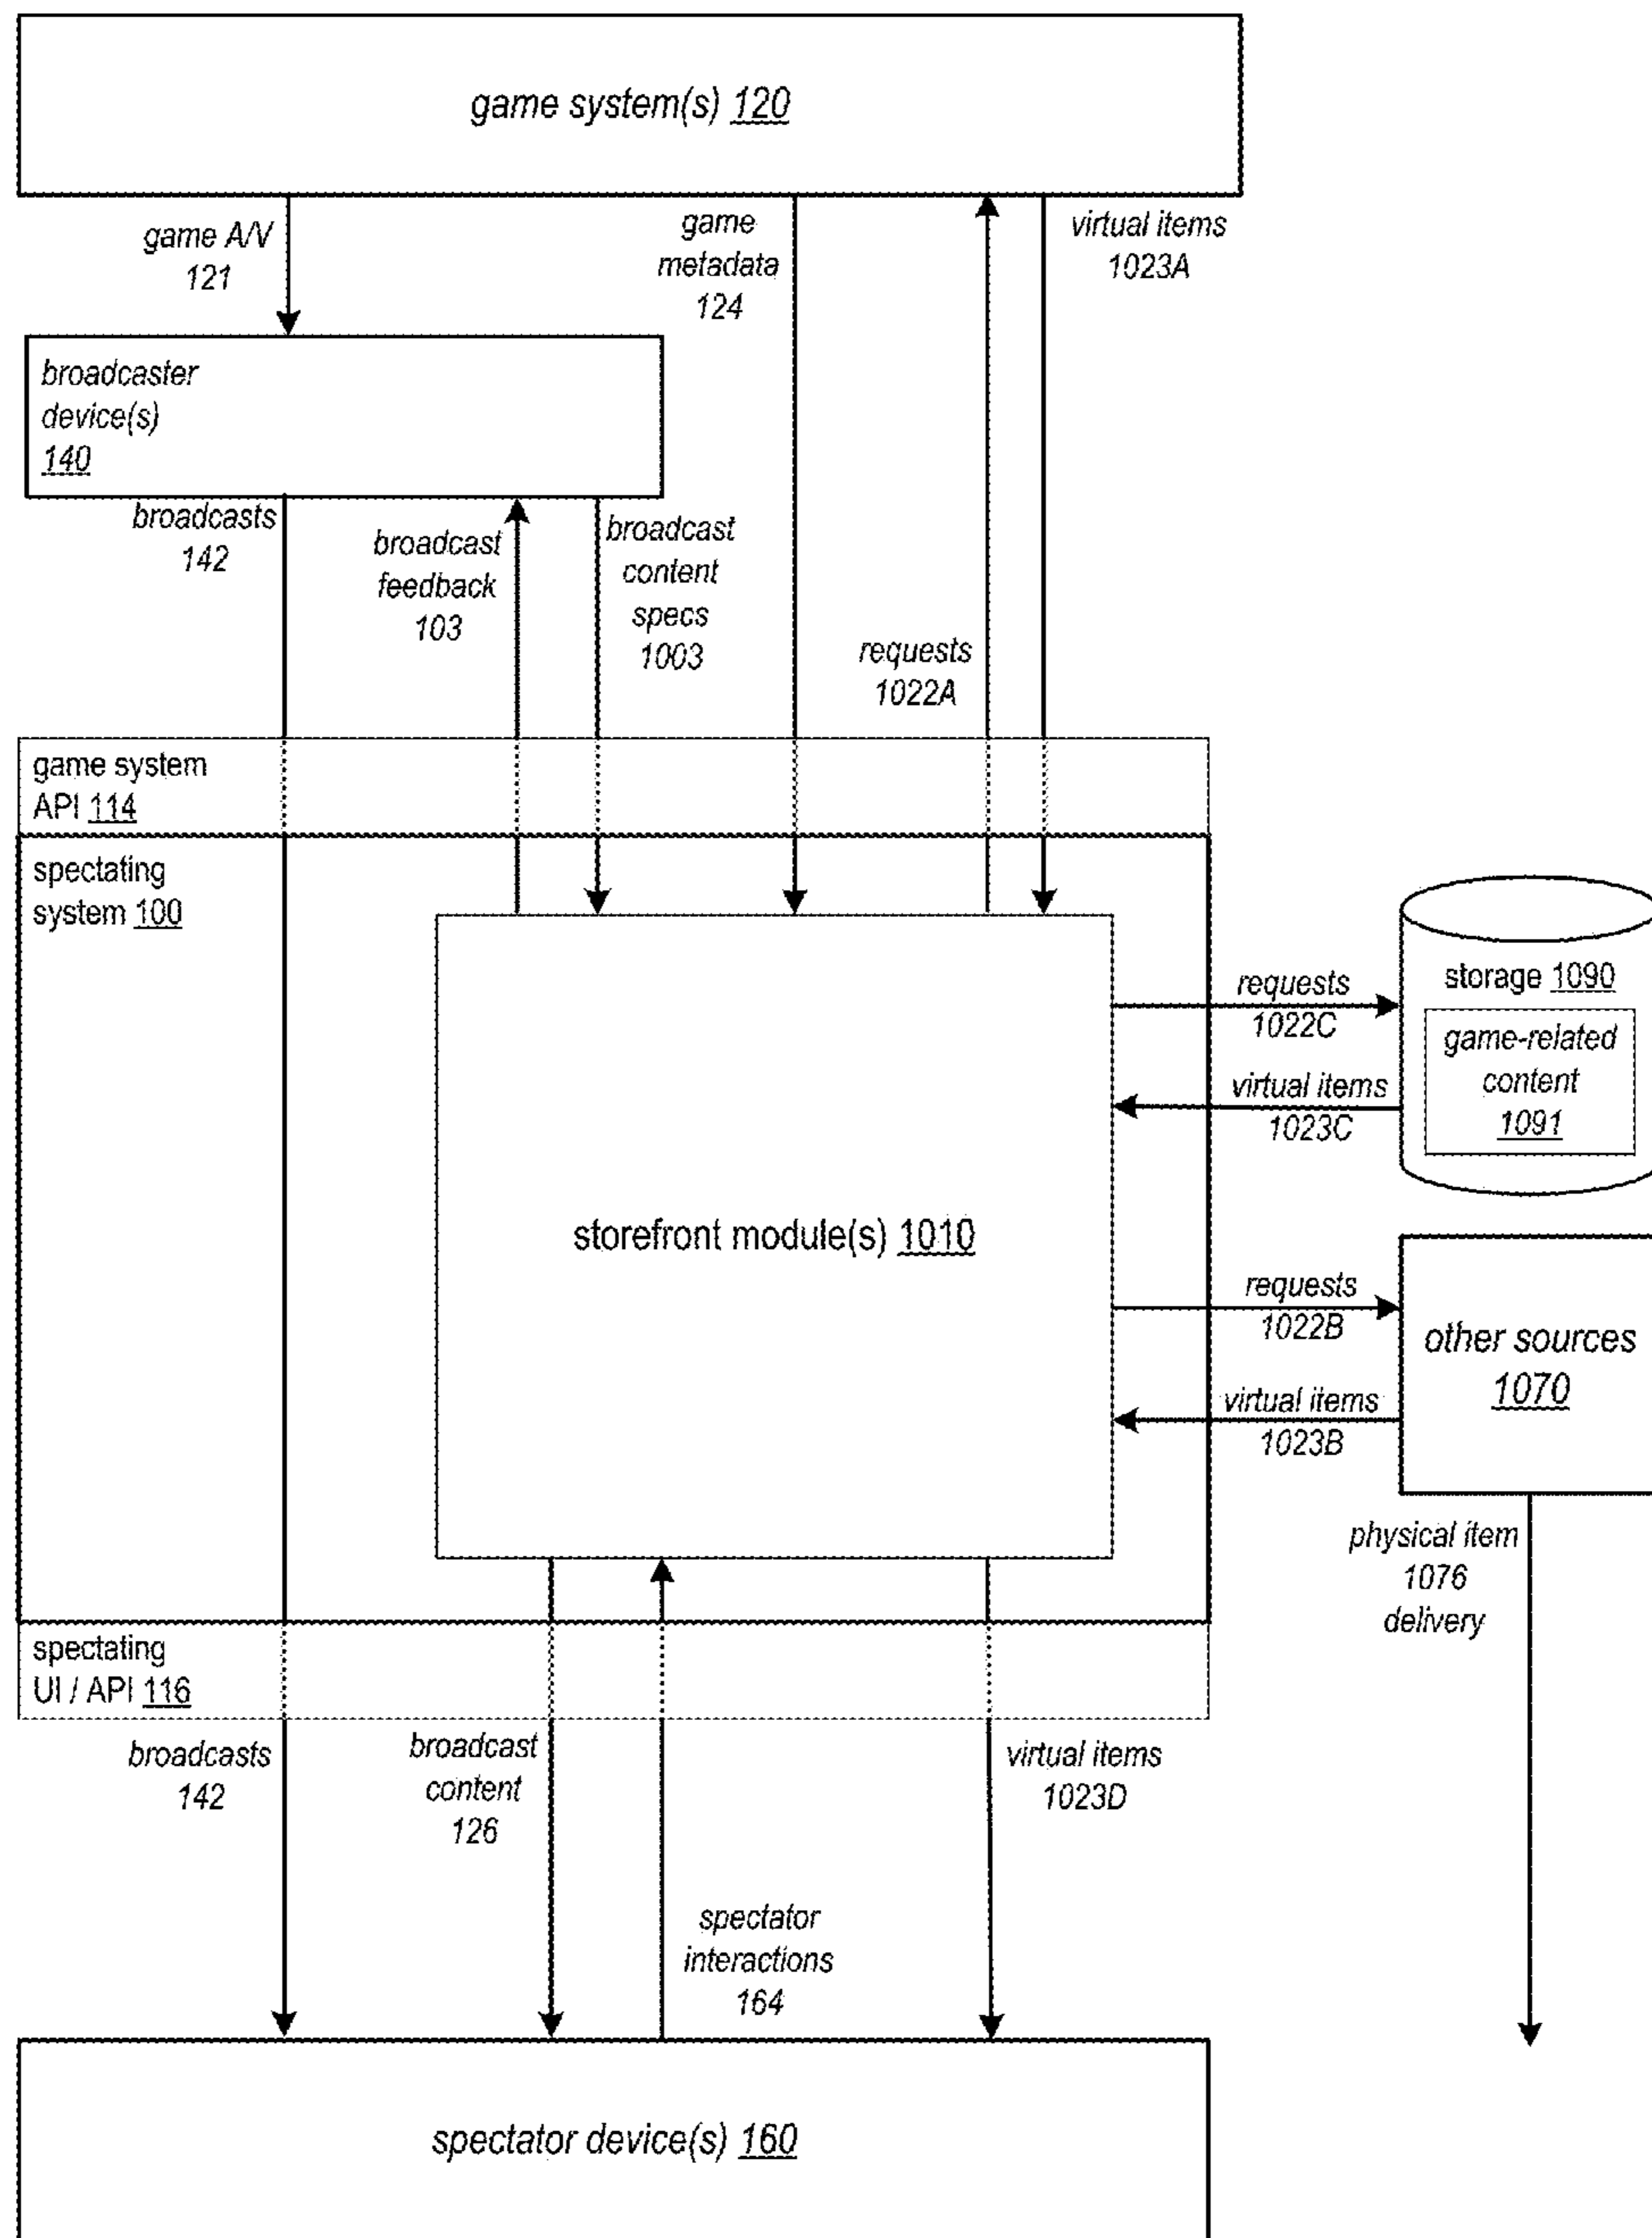 game system(s) 120
game A/V
121
game
metadata
124
virtual items
1023A
broadcaster
device(s)
140
broadcasts
142
broadcast
feedback
103
broadcast
content
specs
1003
requests
1022A
game system
API 114
spectating
system 100
storefront module(s) 1010
requests
1022C
virtual items
1023C
storage 1090
game-related
content
1091
requests
1022B
virtual items
1023B
other sources
1070
physical item
1076
delivery
spectating
UI / API 116
broadcasts
142
broadcast
content
126
spectator
interactions
164
virtual items
1023D
spectator device(s) 160